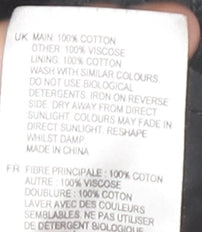 UK MAIN: 100% COTTON
OTHER: 100% VISCOSE
LINING: 100% COTTON
WASH WITH SIMILAR COLOURS.
DO NOT USE BIOLOGICAL
DETERGENTS. IRON ON REVERSE
SIDE. DRY AWAY FROM DIRECT
SUNLIGHT. COLOURS MAY FADE IN
DIRECT SUNLIGHT. RESHAPE
WHILST DAMP.
MADE IN CHINA
FR FIBRE PRINCIPALE : 100% COTON
AUTRE : 100% VISCOSE
DOUBLURE : 100% COTON
LAVER AVEC DES COULEURS
SEMBLABLES. NE PAS UTILISER
DE DÉTERGENT BIOLOGIQUE